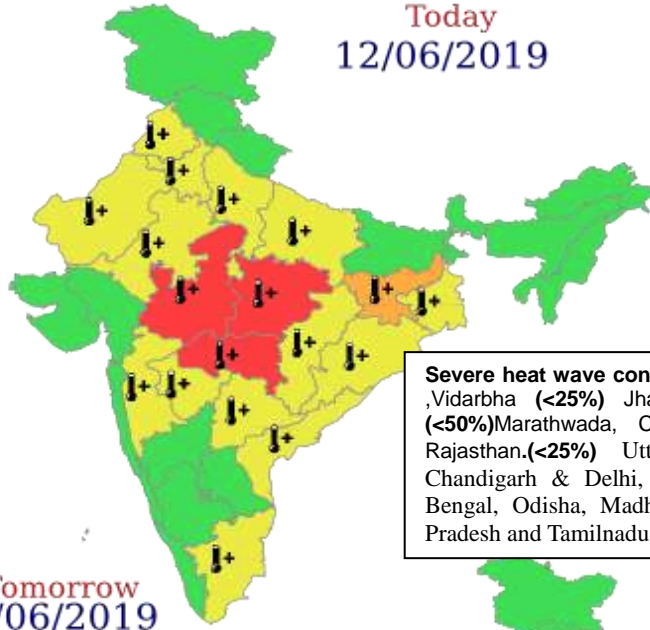 Today
12/06/2019
Severe heat wave con
,Vidarbha (<25%) Jha
(<50%)Marathwada, C
Rajasthan.(<25%) Utt
Chandigarh & Delhi,
Bengal, Odisha, Madh
Pradesh and Tamilnadu
omorrow
/06/2019